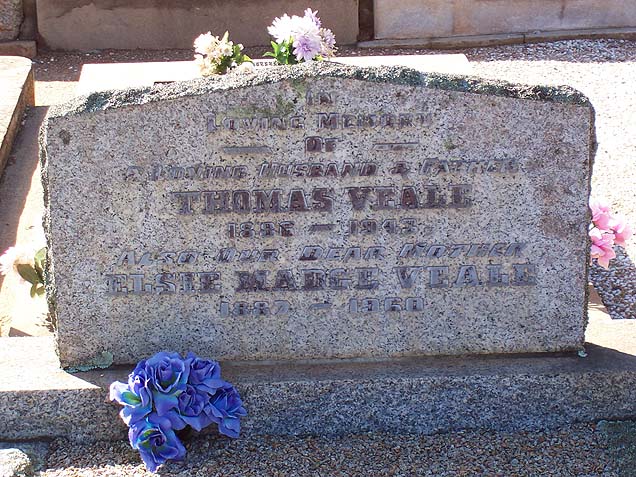 IN
LOVING MEMORY
OF
A LOVING HUSBAND & FATHER
THOMAS VEALE
1886 — 1943.
ALSO OUR DEAR MOTHER
ELSIE MADGE VEALE
1887 — 1960